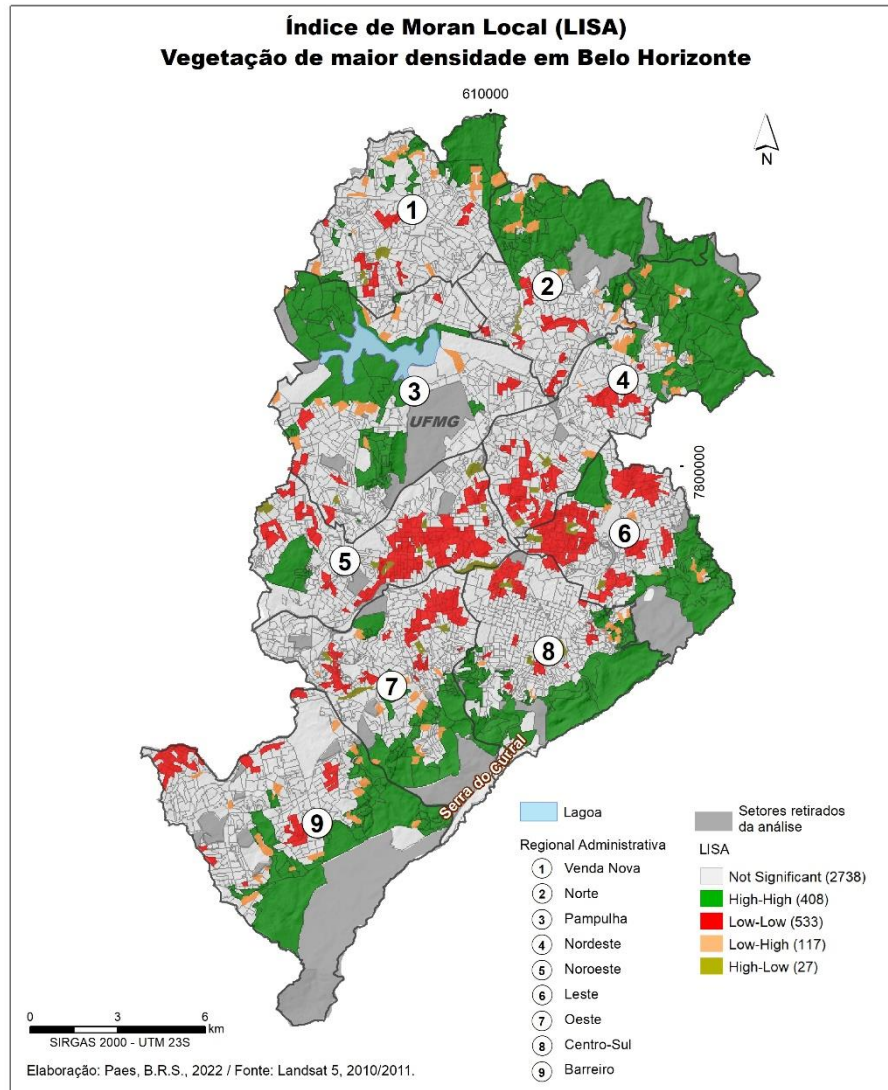 Índice de Moran Local (LISA)
Vegetação de maior densidade em Belo Horizonte
610000
N
1
2
3
4
UFMG
7800000
5
6
7
8
9
Serra do curral
Lagoa
Regional Administrativa
1 Venda Nova
2 Norte
3 Pampulha
4 Nordeste
5 Noroeste
6 Leste
7 Oeste
8 Centro-Sul
9 Barreiro
Setores retirados
da análise
LISA
Not Significant (2738)
High-High (408)
Low-Low (533)
Low-High (117)
High-Low (27)
0 3 6
km
SIRGAS 2000 - UTM 23S
Elaboração: Paes, B.R.S., 2022 / Fonte: Landsat 5, 2010/2011.